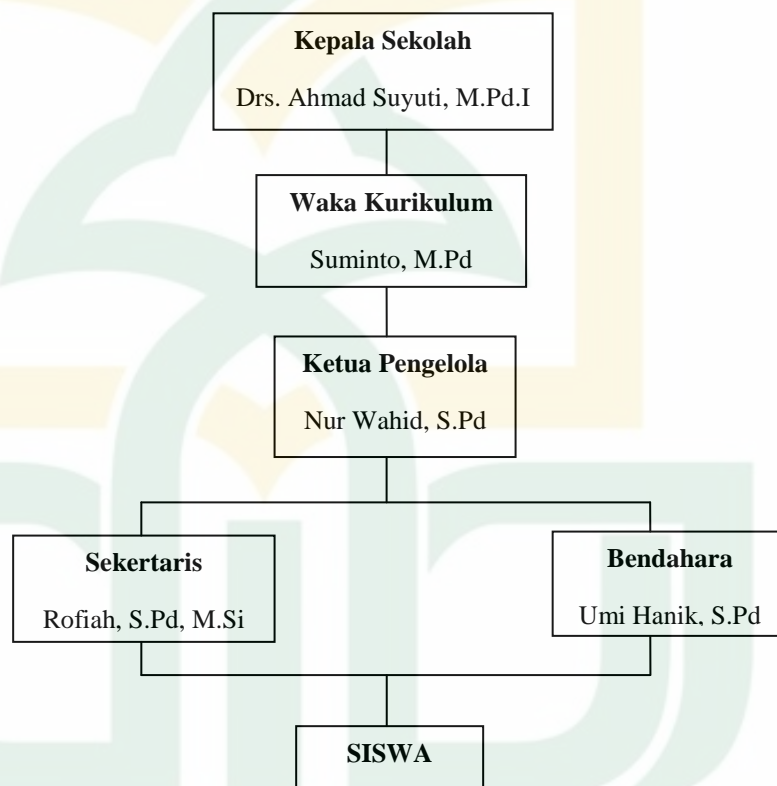 Kepala Sekolah
Drs. Ahmad Suyuti, M.Pd.I
Waka Kurikulum
Suminto, M.Pd
Ketua Pengelola
Nur Wahid, S.Pd
Sekertaris
Rofiah, S.Pd, M.Si
Bendahara
Umi Hanik, S.Pd
SISWA